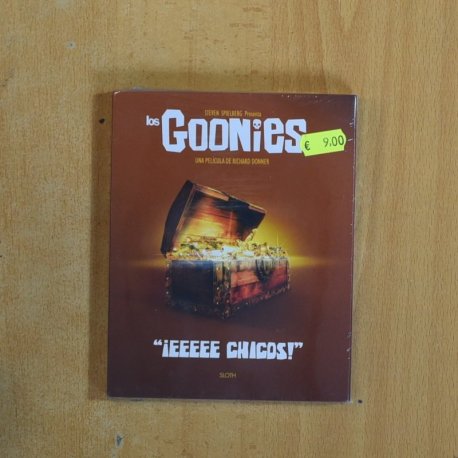 STEVEN SPIELBERG Presenta
los GOONIES
€ 9.00
UNA PELÍCULA DE RICHARD DONNER
“¡EEEEE CHICOS!”
SLOTH